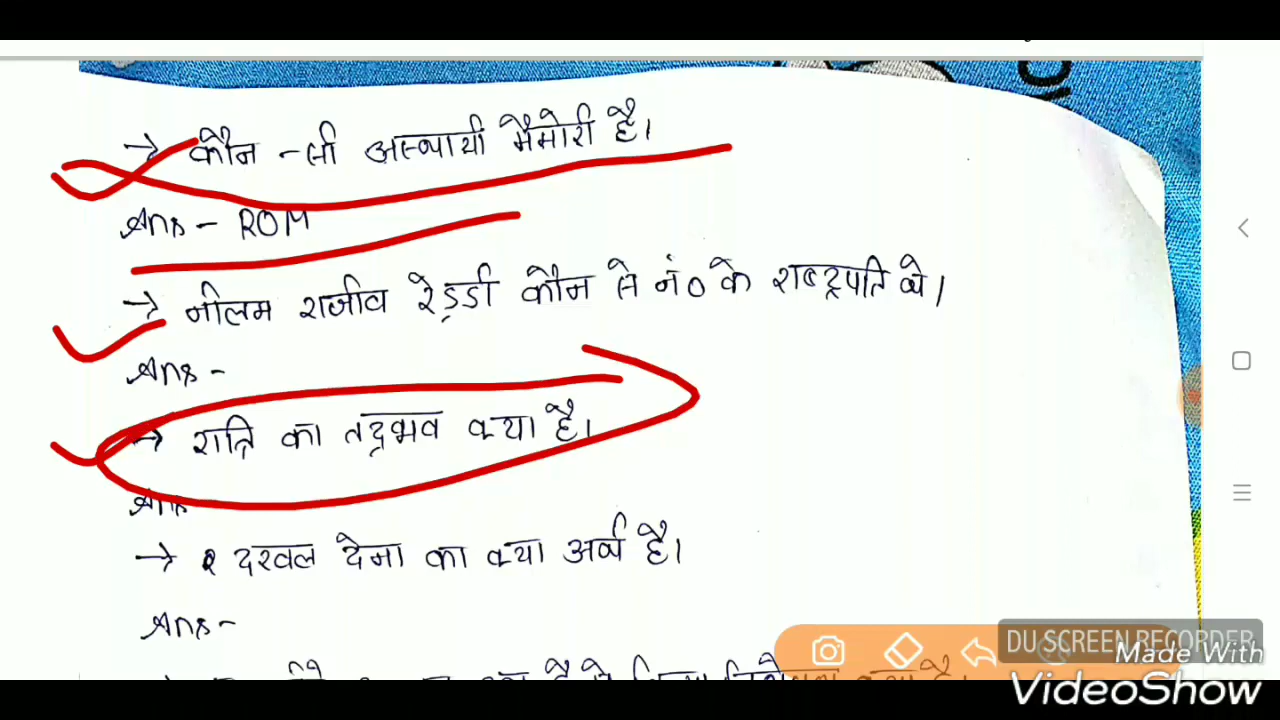 → कौन-सी अस्थायी मैमोरी है।
Ans - ROM
→ नीलम राजीव रेड्डी कौन से नं० के राष्ट्रपति थे।
Ans -
→ रात्रि का तद्भव क्या है।
Ans
→ दखल देना का क्या अर्थ है।
Ans -
DU SCREEN RECORDER
Made With
VideoShow